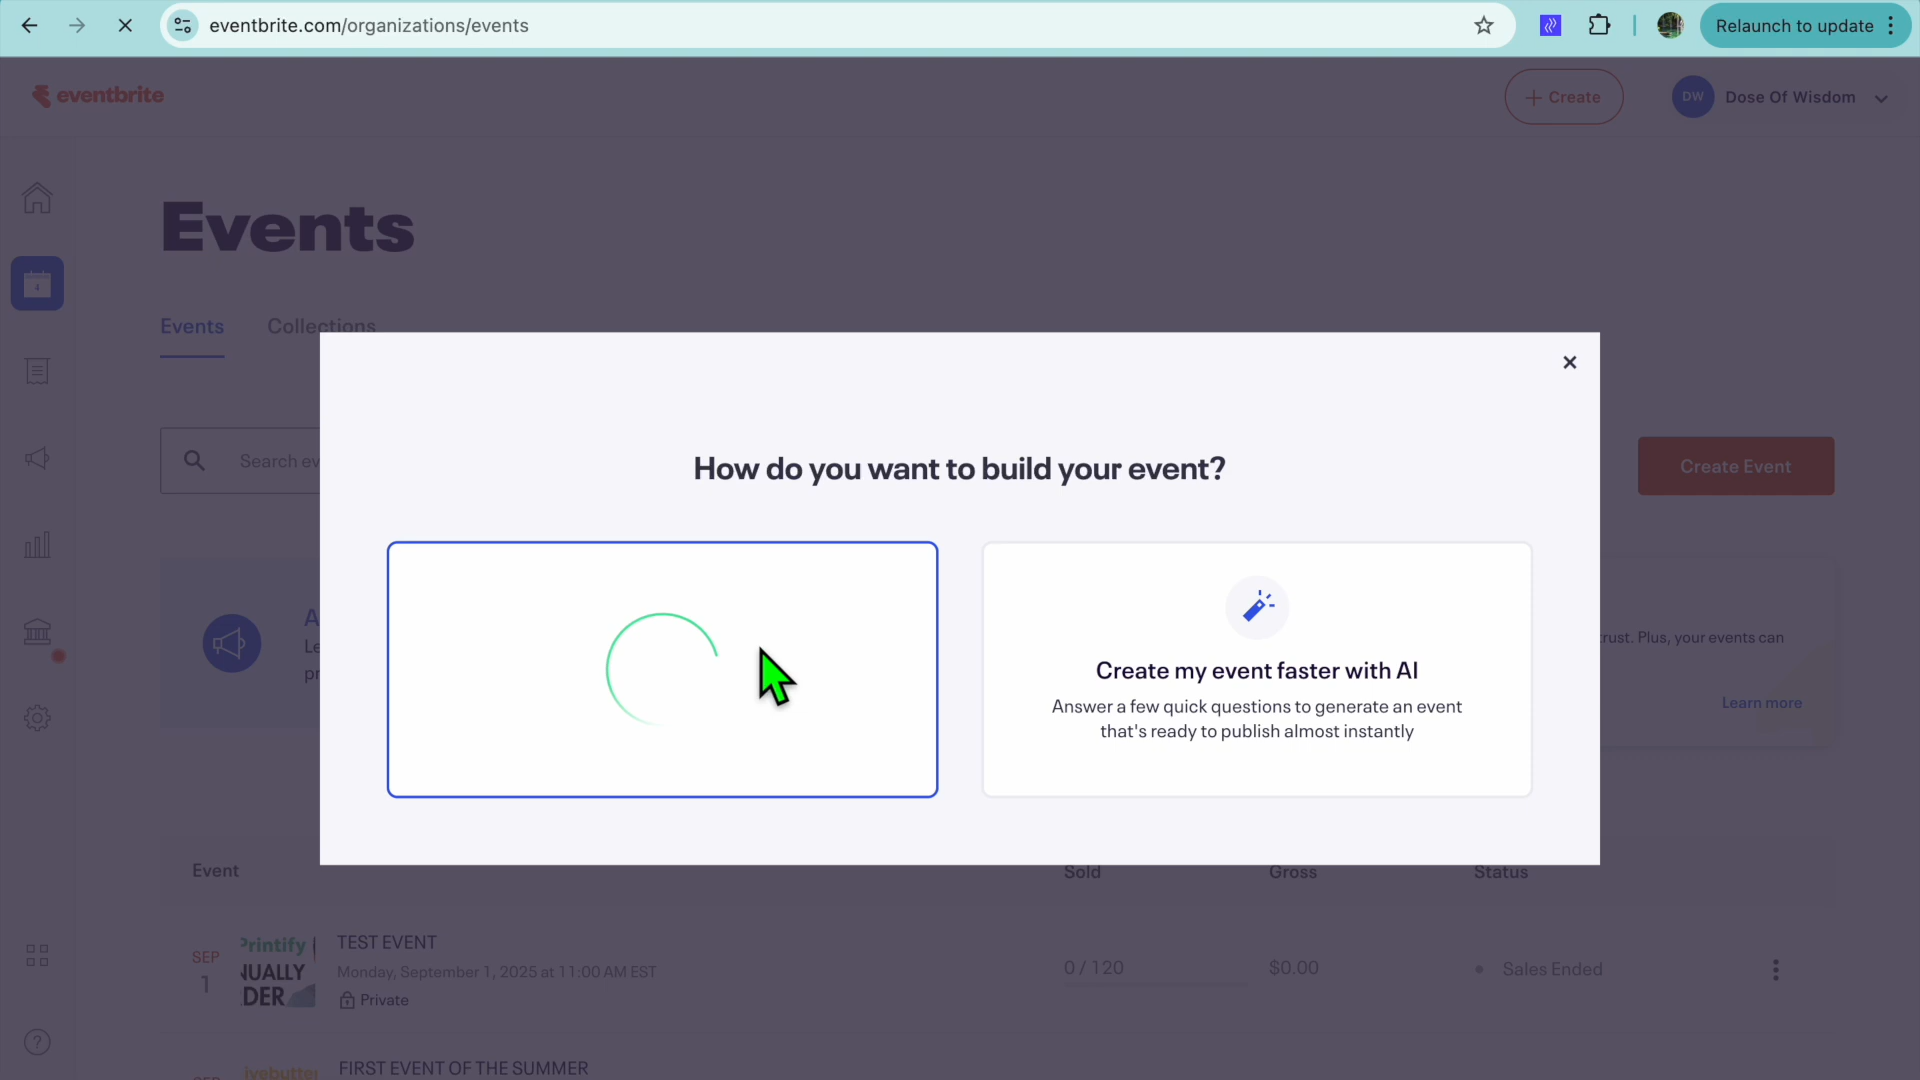 eventbrite.com/organizations/events
Relaunch to update
eventbrite
Create
DW
Dose Of Wisdom
Events
Events
Collections
Search ev
Create Event
How do you want to build your event?
Create my event faster with AI
Answer a few quick questions to generate an event
that's ready to publish almost instantly
A
Le
pr
trust. Plus, your events can
Learn more
Event
Sold
Gross
Status
SEP
1
Printify
NUALLY
DER
TEST EVENT
Monday, September 1, 2025 at 11:00 AM EST
Private
0 / 120
$0.00
Sales Ended
FIRST EVENT OF THE SUMMER